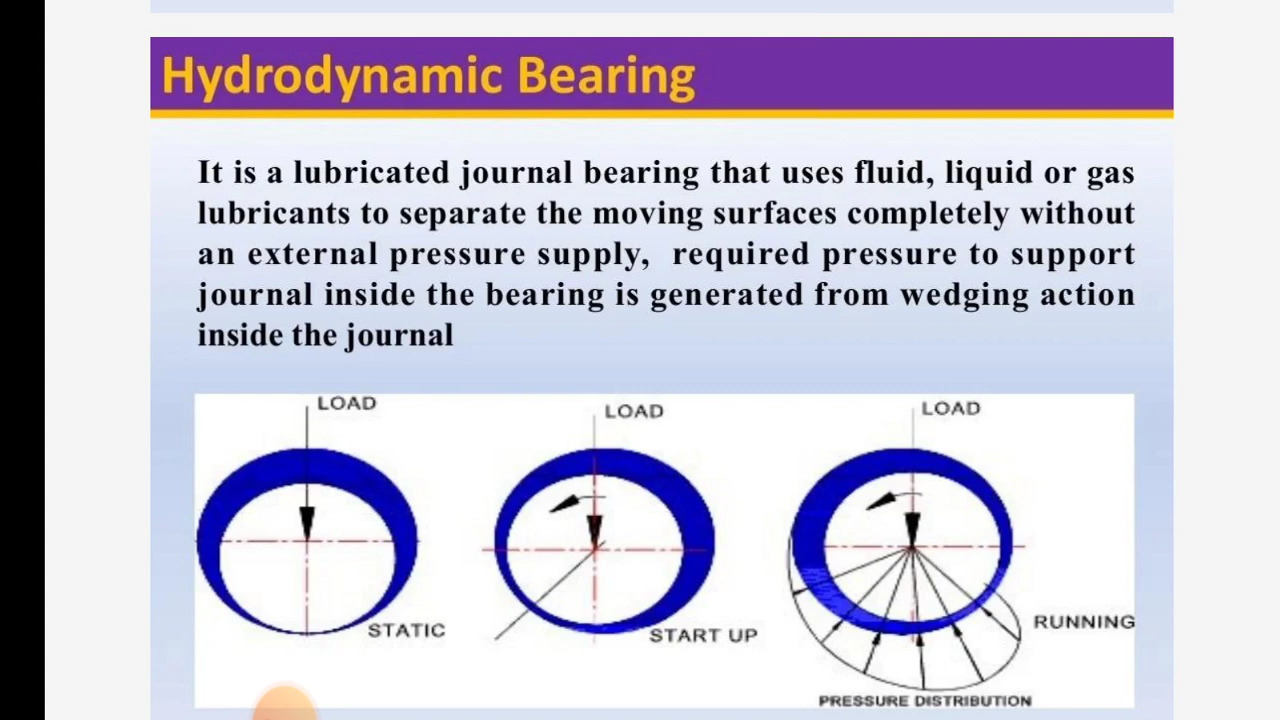 Hydrodynamic Bearing
It is a lubricated journal bearing that uses fluid, liquid or gas
lubricants to separate the moving surfaces completely without
an external pressure supply, required pressure to support
journal inside the bearing is generated from wedging action
inside the journal
LOAD
LOAD
LOAD
STATIC
START UP
RUNNING
PRESSURE DISTRIBUTION